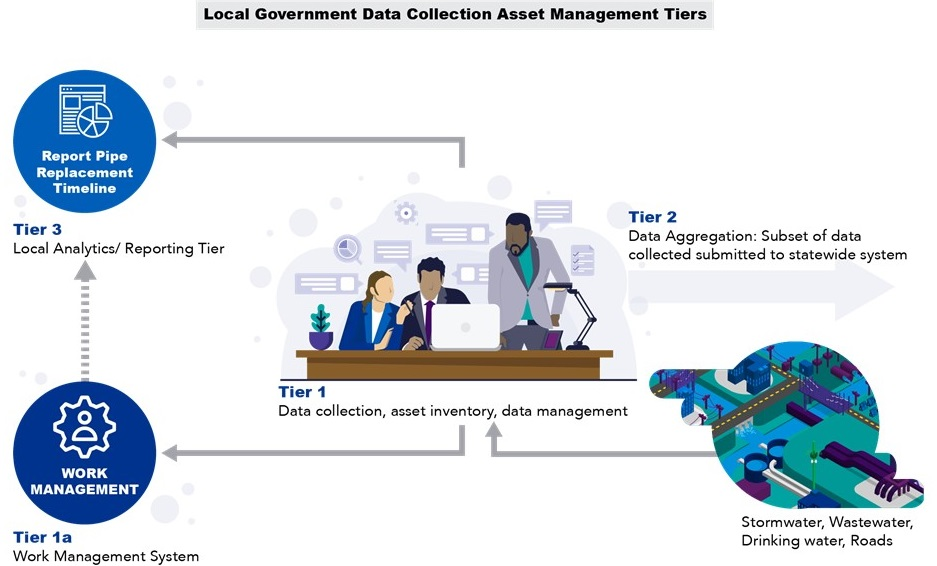 Local Government Data Collection Asset Management Tiers
Report Pipe
Replacement
Timeline
Tier 3
Local Analytics/ Reporting Tier
Tier 2
Data Aggregation: Subset of data
collected submitted to statewide system
Tier 1
Data collection, asset inventory, data management
WORK
MANAGEMENT
Tier 1a
Work Management System
Stormwater, Wastewater,
Drinking water, Roads